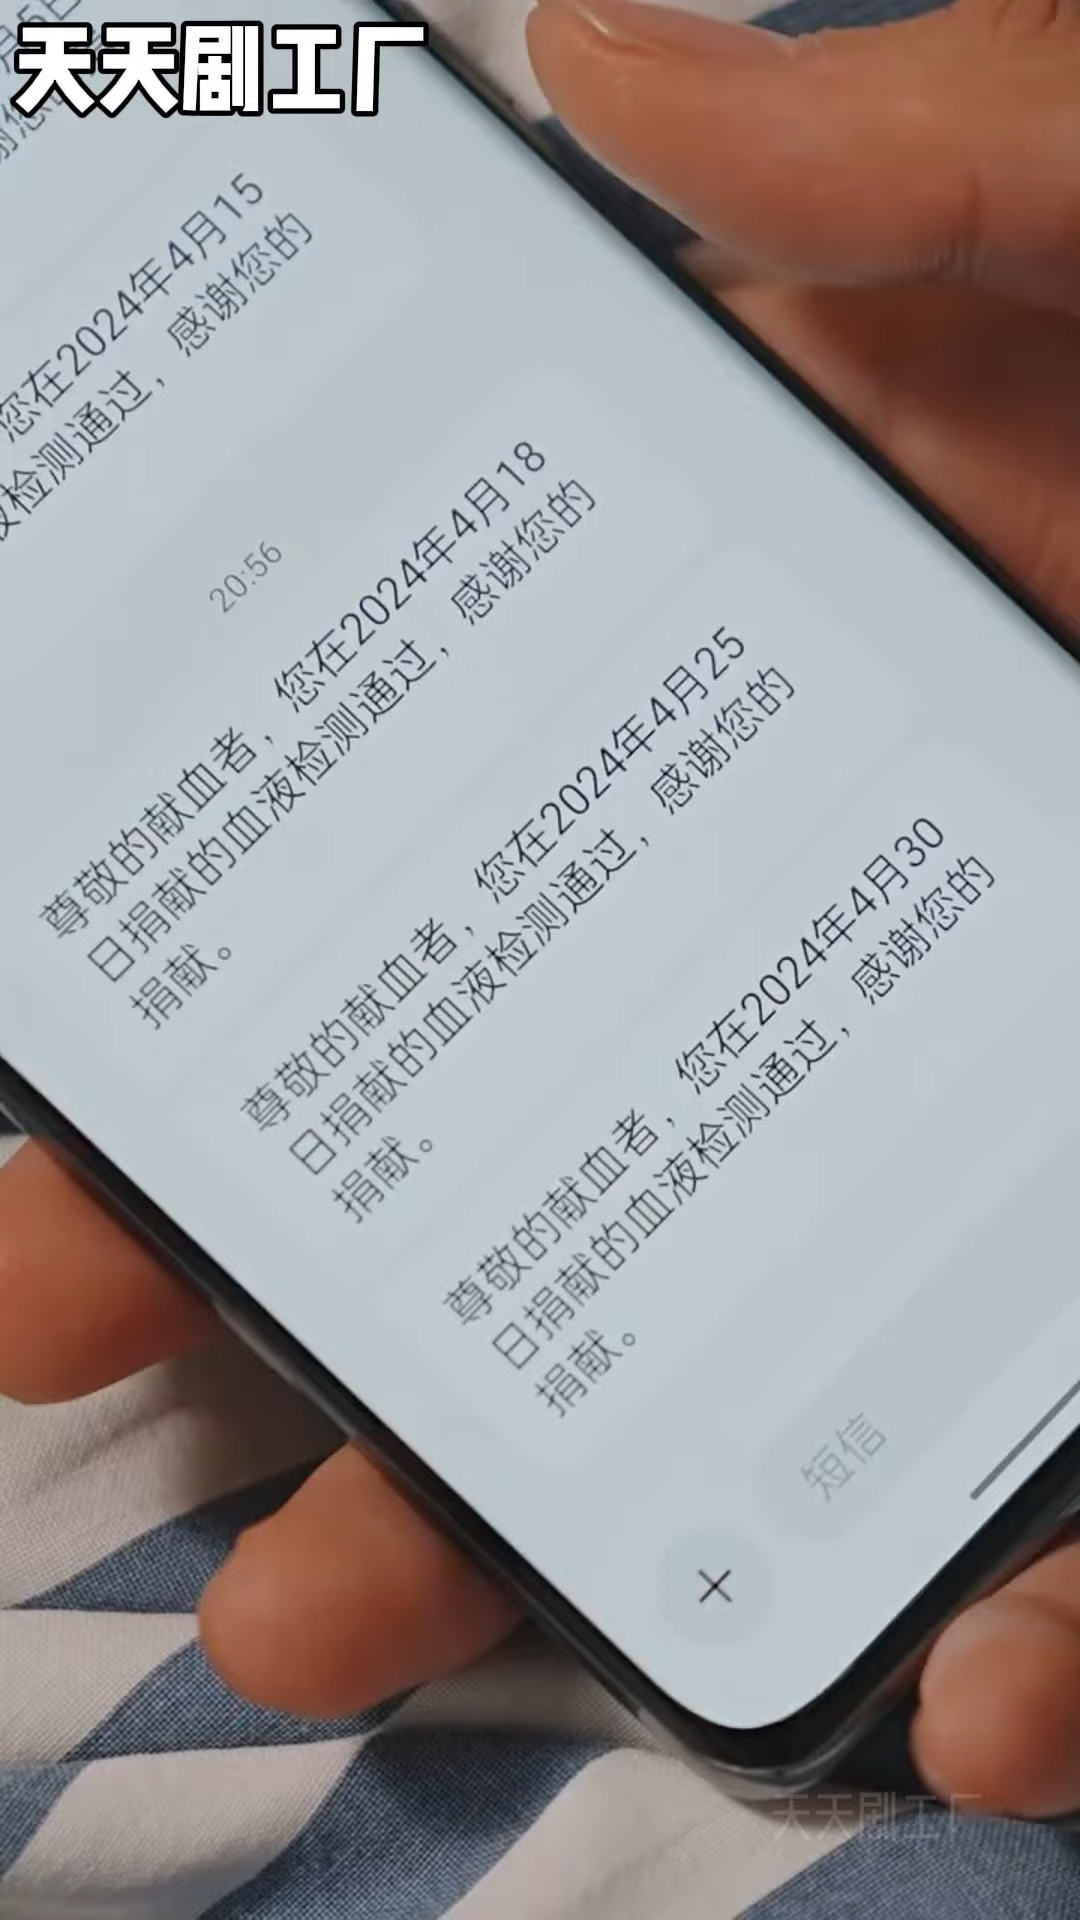 天天剧工厂
您在2024年4月15
检测通过，感谢您的
20:56
尊敬的献血者，您在2024年4月18
日捐献的血液检测通过，感谢您的
捐献。
尊敬的献血者，您在2024年4月25
日捐献的血液检测通过，感谢您的
捐献。
尊敬的献血者，您在2024年4月30
日捐献的血液检测通过，感谢您的
捐献。
短信
天天剧工厂